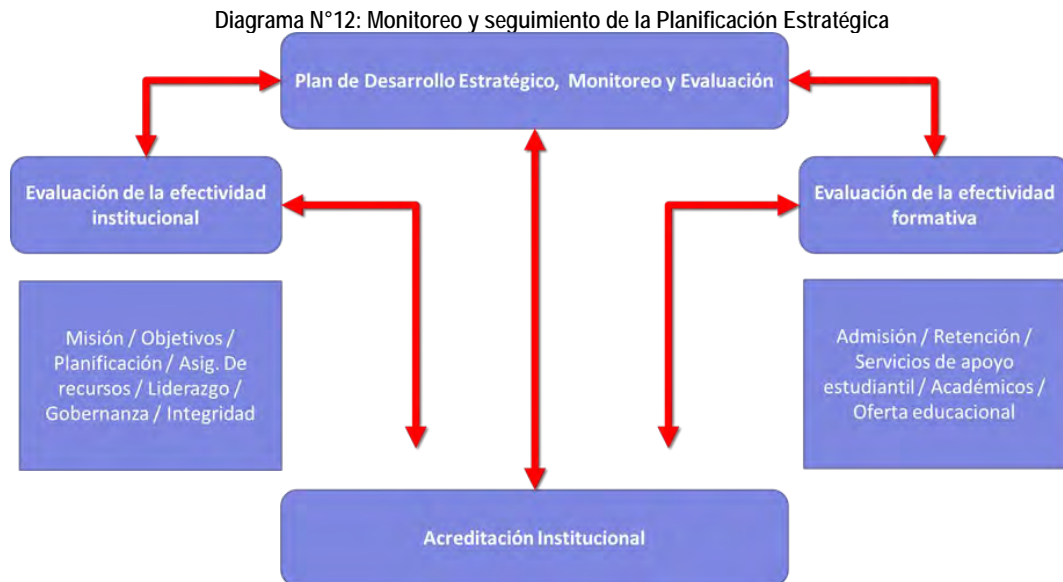 Diagrama N°12: Monitoreo y seguimiento de la Planificación Estratégica
Plan de Desarrollo Estratégico, Monitoreo y Evaluación
Evaluación de la efectividad
institucional
Evaluación de la efectividad
formativa
Misión / Objetivos /
Planificación / Asig. De
recursos / Liderazgo /
Gobernanza / Integridad
Admisión / Retención /
Servicios de apoyo
estudiantil / Académicos /
Oferta educacional
Acreditación Institucional